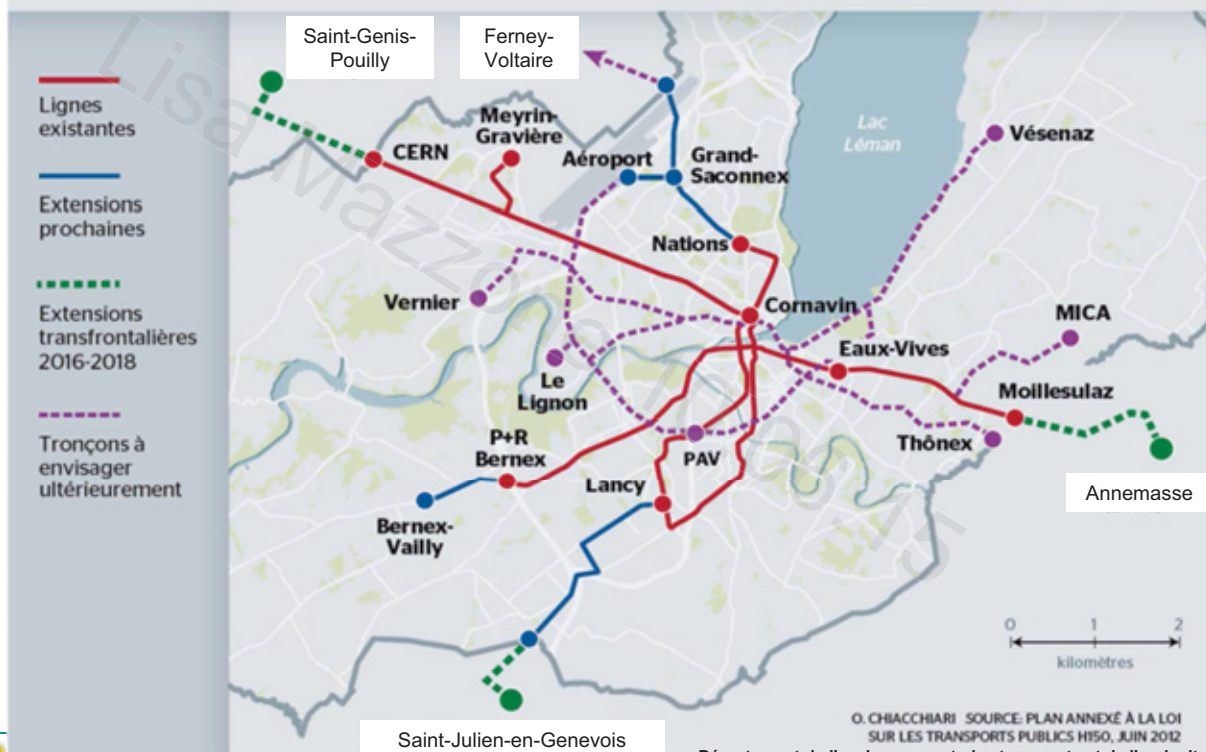 Saint-Genis-
Pouilly
Ferney-
Voltaire
Lignes
existantes
Extensions
prochaines
Extensions
transfrontalières
2016-2018
Tronçons à
envisager
ultérieurement
CERN
Meyrin-
Gravière
Aéroport
Grand-
Saconnex
Lac
Léman
Vésenaz
Nations
Vernier
Cornavin
MICA
Eaux-Vives
Le
Lignon
Moillesulaz
P+R
Bernex
PAV
Thônex
Lancy
Annemasse
Bernex-
Vailly
0 1 2
kilomètres
O. CHIACCHIARI SOURCE: PLAN ANNEXÉ À LA LOI
SUR LES TRANSPORTS PUBLICS H150, JUIN 2012
Saint-Julien-en-Genevois